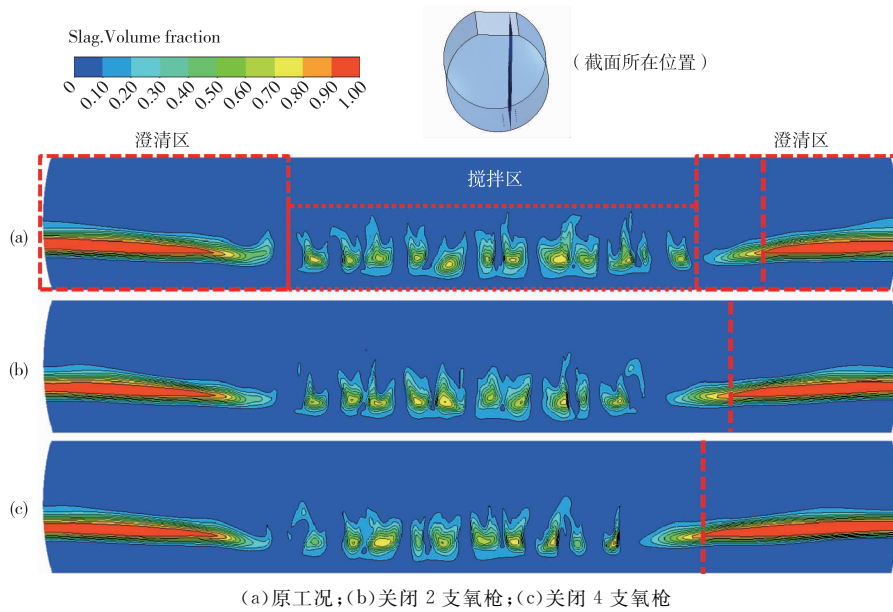 Slag.Volume fraction
0 0.10 0.20 0.30 0.40 0.50 0.60 0.70 0.80 0.90 1.00
(截面所在位置)
澄清区 澄清区
搅拌区
(a)
(b)
(c)
(a)原工况;(b)关闭 2 支氧枪;(c)关闭 4 支氧枪